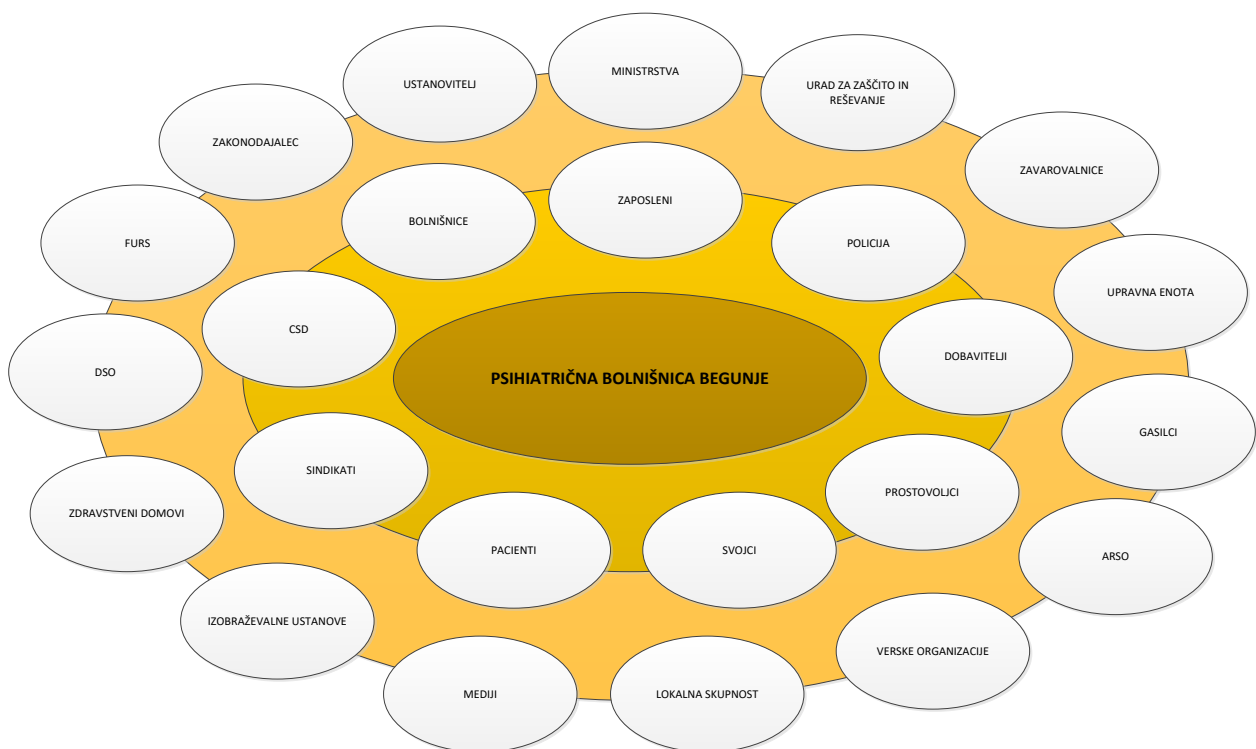 MINISTRSTVA
USTANOVITELJ
URAD ZA ZAŠČITO IN
REŠEVANJE
ZAKONODAJALEC
ZAVAROVALNICE
ZAPOSLENI
BOLNIŠNICE
POLICIJA
FURS
UPRAVNA ENOTA
CSD
DOBAVITELJI
DSO
PSIHIATRIČNA BOLNIŠNICA BEGUNJE
GASILCI
SINDIKATI
PROSTOVOLJCI
ZDRAVSTVENI DOMOVI
PACIENTI
SVOJCI
ARSO
IZOBRAŽEVALNE USTANOVE
VERSKE ORGANIZACIJE
MEDIJI
LOKALNA SKUPNOST